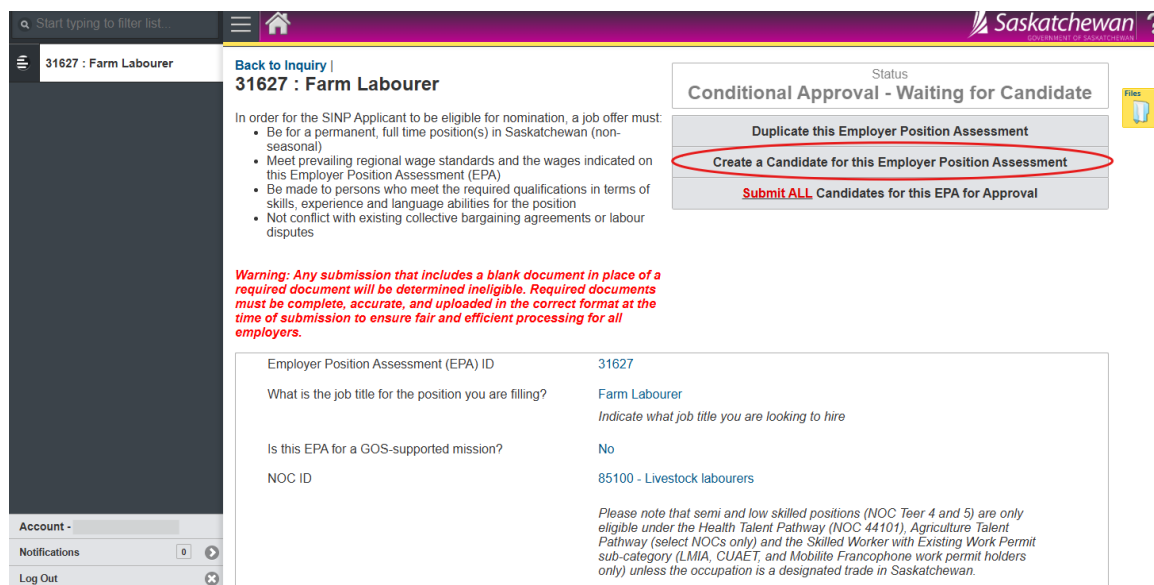 Start typing to filter list...
Saskatchewan
GOVERNMENT OF SASKATCHEWAN
?
31627 : Farm Labourer
Back to Inquiry |
31627 : Farm Labourer
In order for the SINP Applicant to be eligible for nomination, a job offer must:
• Be for a permanent, full time position(s) in Saskatchewan (non-
seasonal)
• Meet prevailing regional wage standards and the wages indicated on
this Employer Position Assessment (EPA)
• Be made to persons who meet the required qualifications in terms of
skills, experience and language abilities for the position
• Not conflict with existing collective bargaining agreements or labour
disputes
Status
Conditional Approval - Waiting for Candidate
Duplicate this Employer Position Assessment
Create a Candidate for this Employer Position Assessment
Submit ALL Candidates for this EPA for Approval
Files
Warning: Any submission that includes a blank document in place of a
required document will be determined ineligible. Required documents
must be complete, accurate, and uploaded in the correct format at the
time of submission to ensure fair and efficient processing for all
employers.
Employer Position Assessment (EPA) ID 31627
What is the job title for the position you are filling? Farm Labourer
Indicate what job title you are looking to hire
Is this EPA for a GOS-supported mission? No
NOC ID 85100 - Livestock labourers
Please note that semi and low skilled positions (NOC Teer 4 and 5) are only
eligible under the Health Talent Pathway (NOC 44101), Agriculture Talent
Pathway (select NOCs only) and the Skilled Worker with Existing Work Permit
sub-category (LMIA, CUAET, and Mobilite Francophone work permit holders
only) unless the occupation is a designated trade in Saskatchewan.
Account -
Notifications 0
Log Out